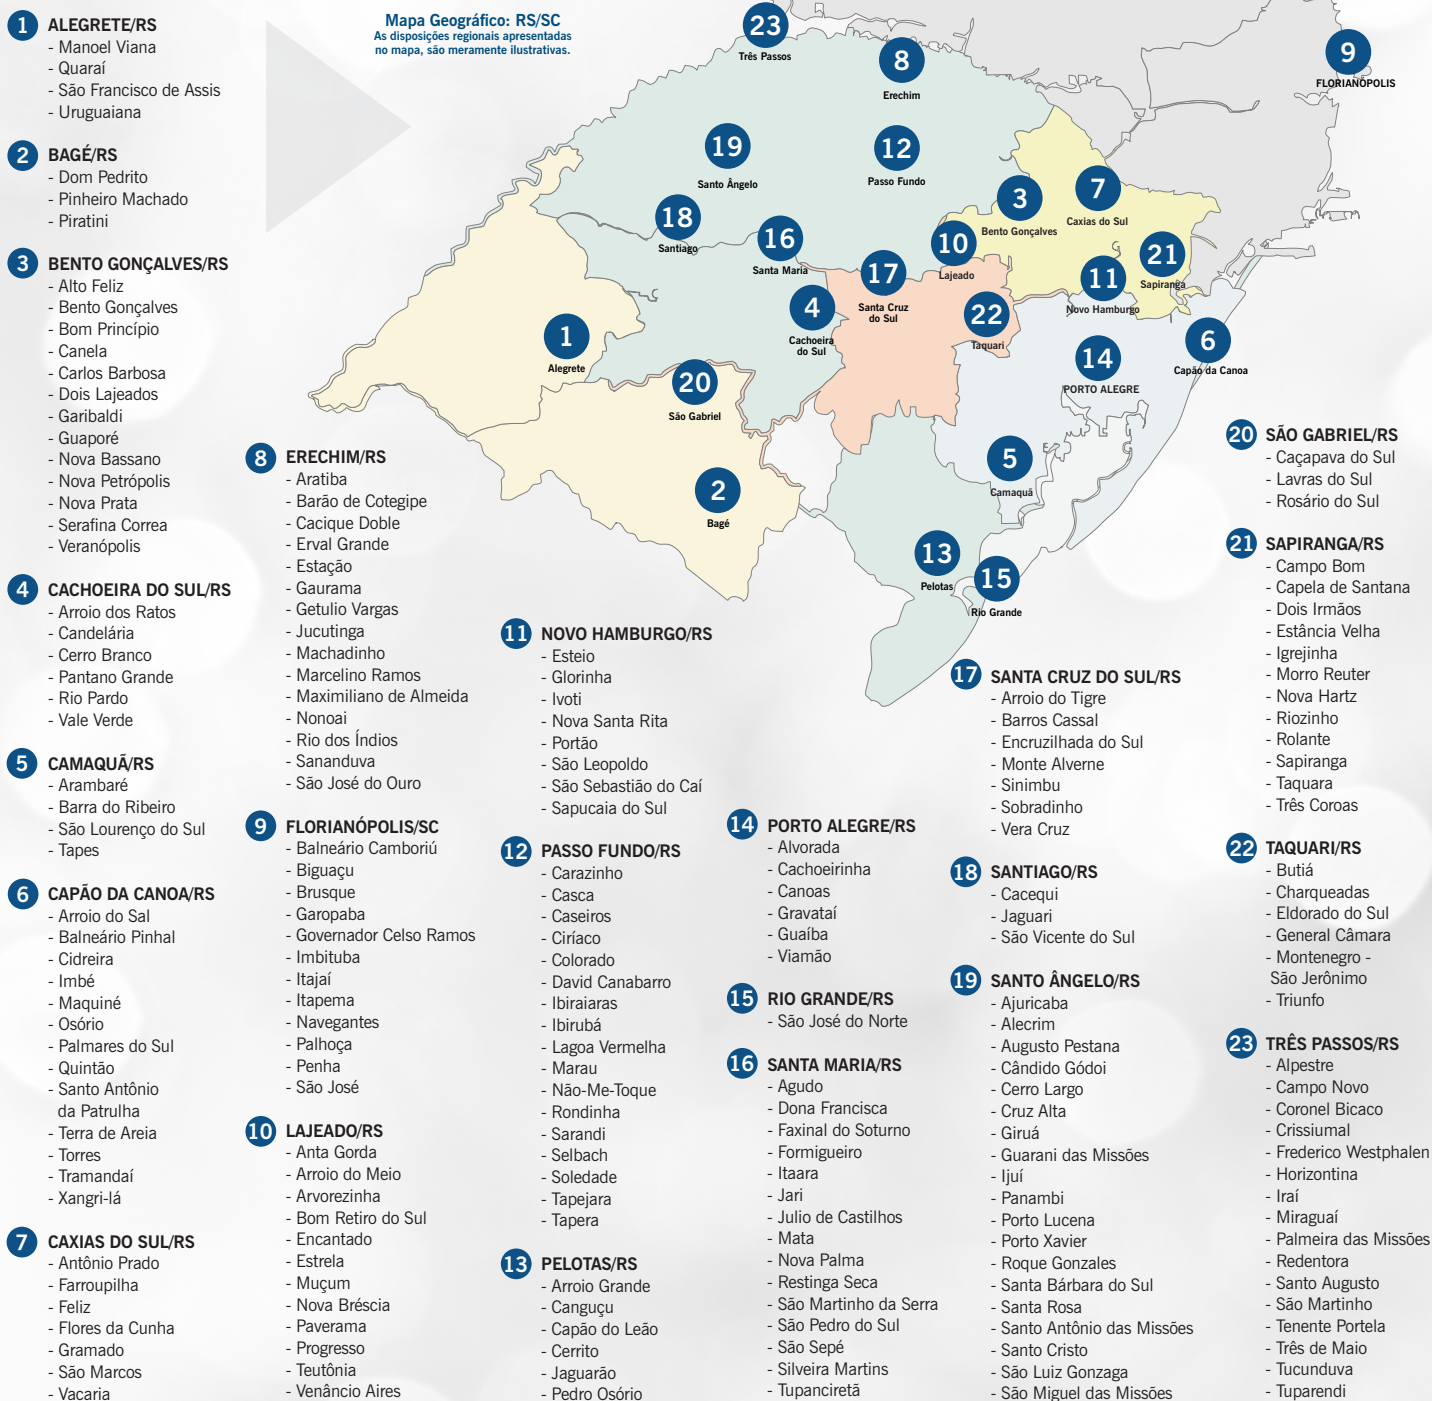 Mapa Geográfico: RS/SC
As disposições regionais apresentadas
no mapa, são meramente ilustrativas.
23
Três Passos
8
Erechim
9
FLORIANÓPOLIS
19
Santo Ângelo
12
Passo Fundo
18
Santiago
16
Santa Maria
3
Bento Gonçalves
7
Caxias do Sul
10
Lajeado
17
Santa Cruz
do Sul
21
Sapiranga
11
Novo Hamburgo
4
Cachoeira
do Sul
22
Taquari
1
Alegrete
14
PORTO ALEGRE
6
Capão da Canoa
20
São Gabriel
5
Camaquã
2
Bagé
13
Pelotas
15
Rio Grande
1 ALEGRETE/RS
- Manoel Viana
- Quaraí
- São Francisco de Assis
- Uruguaiana
2 BAGÉ/RS
- Dom Pedrito
- Pinheiro Machado
- Piratini
3 BENTO GONÇALVES/RS
- Alto Feliz
- Bento Gonçalves
- Bom Princípio
- Canela
- Carlos Barbosa
- Dois Lajeados
- Garibaldi
- Guaporé
- Nova Bassano
- Nova Petrópolis
- Nova Prata
- Serafina Correa
- Veranópolis
4 CACHOEIRA DO SUL/RS
- Arroio dos Ratos
- Candelária
- Cerro Branco
- Pantano Grande
- Rio Pardo
- Vale Verde
5 CAMAQUÃ/RS
- Arambaré
- Barra do Ribeiro
- São Lourenço do Sul
- Tapes
6 CAPÃO DA CANOA/RS
- Arroio do Sal
- Balneário Pinhal
- Cidreira
- Imbé
- Maquiné
- Osório
- Palmares do Sul
- Quintão
- Santo Antônio
da Patrulha
- Terra de Areia
- Torres
- Tramandaí
- Xangri-lá
7 CAXIAS DO SUL/RS
- Antônio Prado
- Farroupilha
- Feliz
- Flores da Cunha
- Gramado
- São Marcos
- Vacaria
8 ERECHIM/RS
- Aratiba
- Barão de Cotegipe
- Cacique Doble
- Erval Grande
- Estação
- Gaurama
- Getulio Vargas
- Jucutinga
- Machadinho
- Marcelino Ramos
- Maximiliano de Almeida
- Nonoai
- Rio dos Índios
- Sananduva
- São José do Ouro
9 FLORIANÓPOLIS/SC
- Balneário Camboriú
- Biguaçu
- Brusque
- Garopaba
- Governador Celso Ramos
- Imbituba
- Itajaí
- Itapema
- Navegantes
- Palhoça
- Penha
- São José
10 LAJEADO/RS
- Anta Gorda
- Arroio do Meio
- Arvorezinha
- Bom Retiro do Sul
- Encantado
- Estrela
- Muçum
- Nova Bréscia
- Paverama
- Progresso
- Teutônia
- Venâncio Aires
11 NOVO HAMBURGO/RS
- Esteio
- Glorinha
- Ivoti
- Nova Santa Rita
- Portão
- São Leopoldo
- São Sebastião do Caí
- Sapucaia do Sul
12 PASSO FUNDO/RS
- Carazinho
- Casca
- Caseiros
- Ciríaco
- Colorado
- David Canabarro
- Ibiraiaras
- Ibirubá
- Lagoa Vermelha
- Marau
- Não-Me-Toque
- Rondinha
- Sarandi
- Selbach
- Soledade
- Tapejara
- Tapera
13 PELOTAS/RS
- Arroio Grande
- Canguçu
- Capão do Leão
- Cerrito
- Jaguarão
- Pedro Osório
14 PORTO ALEGRE/RS
- Alvorada
- Cachoeirinha
- Canoas
- Gravataí
- Guaíba
- Viamão
15 RIO GRANDE/RS
- São José do Norte
16 SANTA MARIA/RS
- Agudo
- Dona Francisca
- Faxinal do Soturno
- Formigueiro
- Itaara
- Jari
- Julio de Castilhos
- Mata
- Nova Palma
- Restinga Seca
- São Martinho da Serra
- São Pedro do Sul
- São Sepé
- Silveira Martins
- Tupanciretã
17 SANTA CRUZ DO SUL/RS
- Arroio do Tigre
- Barros Cassal
- Encruzilhada do Sul
- Monte Alverne
- Sinimbu
- Sobradinho
- Vera Cruz
18 SANTIAGO/RS
- Cacequi
- Jaguari
- São Vicente do Sul
19 SANTO ÂNGELO/RS
- Ajuricaba
- Alecrim
- Augusto Pestana
- Cândido Gódoi
- Cerro Largo
- Cruz Alta
- Giruá
- Guarani das Missões
- Ijuí
- Panambi
- Porto Lucena
- Porto Xavier
- Roque Gonzales
- Santa Bárbara do Sul
- Santa Rosa
- Santo Antônio das Missões
- Santo Cristo
- São Luiz Gonzaga
- São Miguel das Missões
20 SÃO GABRIEL/RS
- Caçapava do Sul
- Lavras do Sul
- Rosário do Sul
21 SAPIRANGA/RS
- Campo Bom
- Capela de Santana
- Dois Irmãos
- Estância Velha
- Igrejinha
- Morro Reuter
- Nova Hartz
- Riozinho
- Rolante
- Sapiranga
- Taquara
- Três Coroas
22 TAQUARI/RS
- Butiá
- Charqueadas
- Eldorado do Sul
- General Câmara
- Montenegro -
São Jerônimo
- Triunfo
23 TRÊS PASSOS/RS
- Alpestre
- Campo Novo
- Coronel Bicaco
- Crissiumal
- Frederico Westphalen
- Horizontina
- Iraí
- Miraguaí
- Palmeira das Missões
- Redentora
- Santo Augusto
- São Martinho
- Tenente Portela
- Três de Maio
- Tucunduva
- Tuparendi